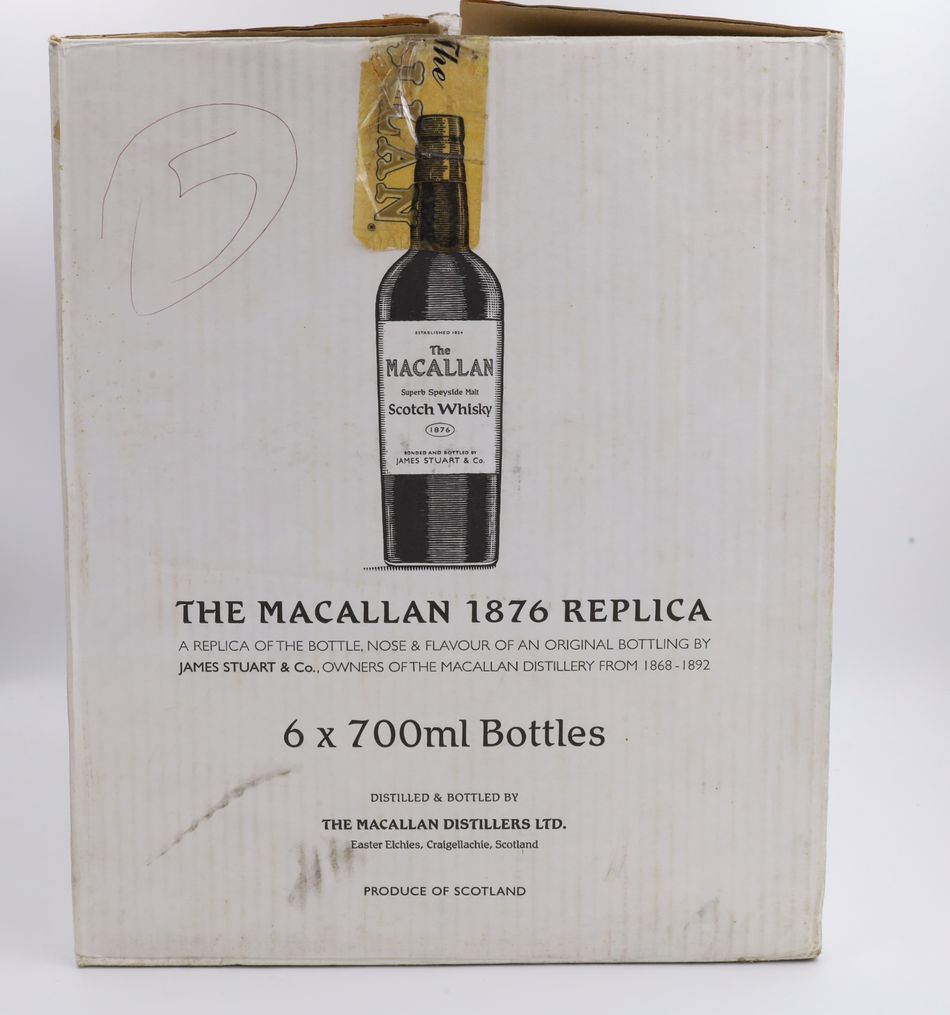 The
LLAN
5
ESTABLISHED 1824
The
MACALLAN
Superb Speyside Malt
Scotch Whisky
1876
BONDED AND BOTTLED BY
JAMES STUART & Co.
THE MACALLAN 1876 REPLICA
A REPLICA OF THE BOTTLE, NOSE & FLAVOUR OF AN ORIGINAL BOTTLING BY
JAMES STUART & Co., OWNERS OF THE MACALLAN DISTILLERY FROM 1868-1892
6 x 700ml Bottles
DISTILLED & BOTTLED BY
THE MACALLAN DISTILLERS LTD.
Easter Elchies, Craigellachie, Scotland
PRODUCE OF SCOTLAND